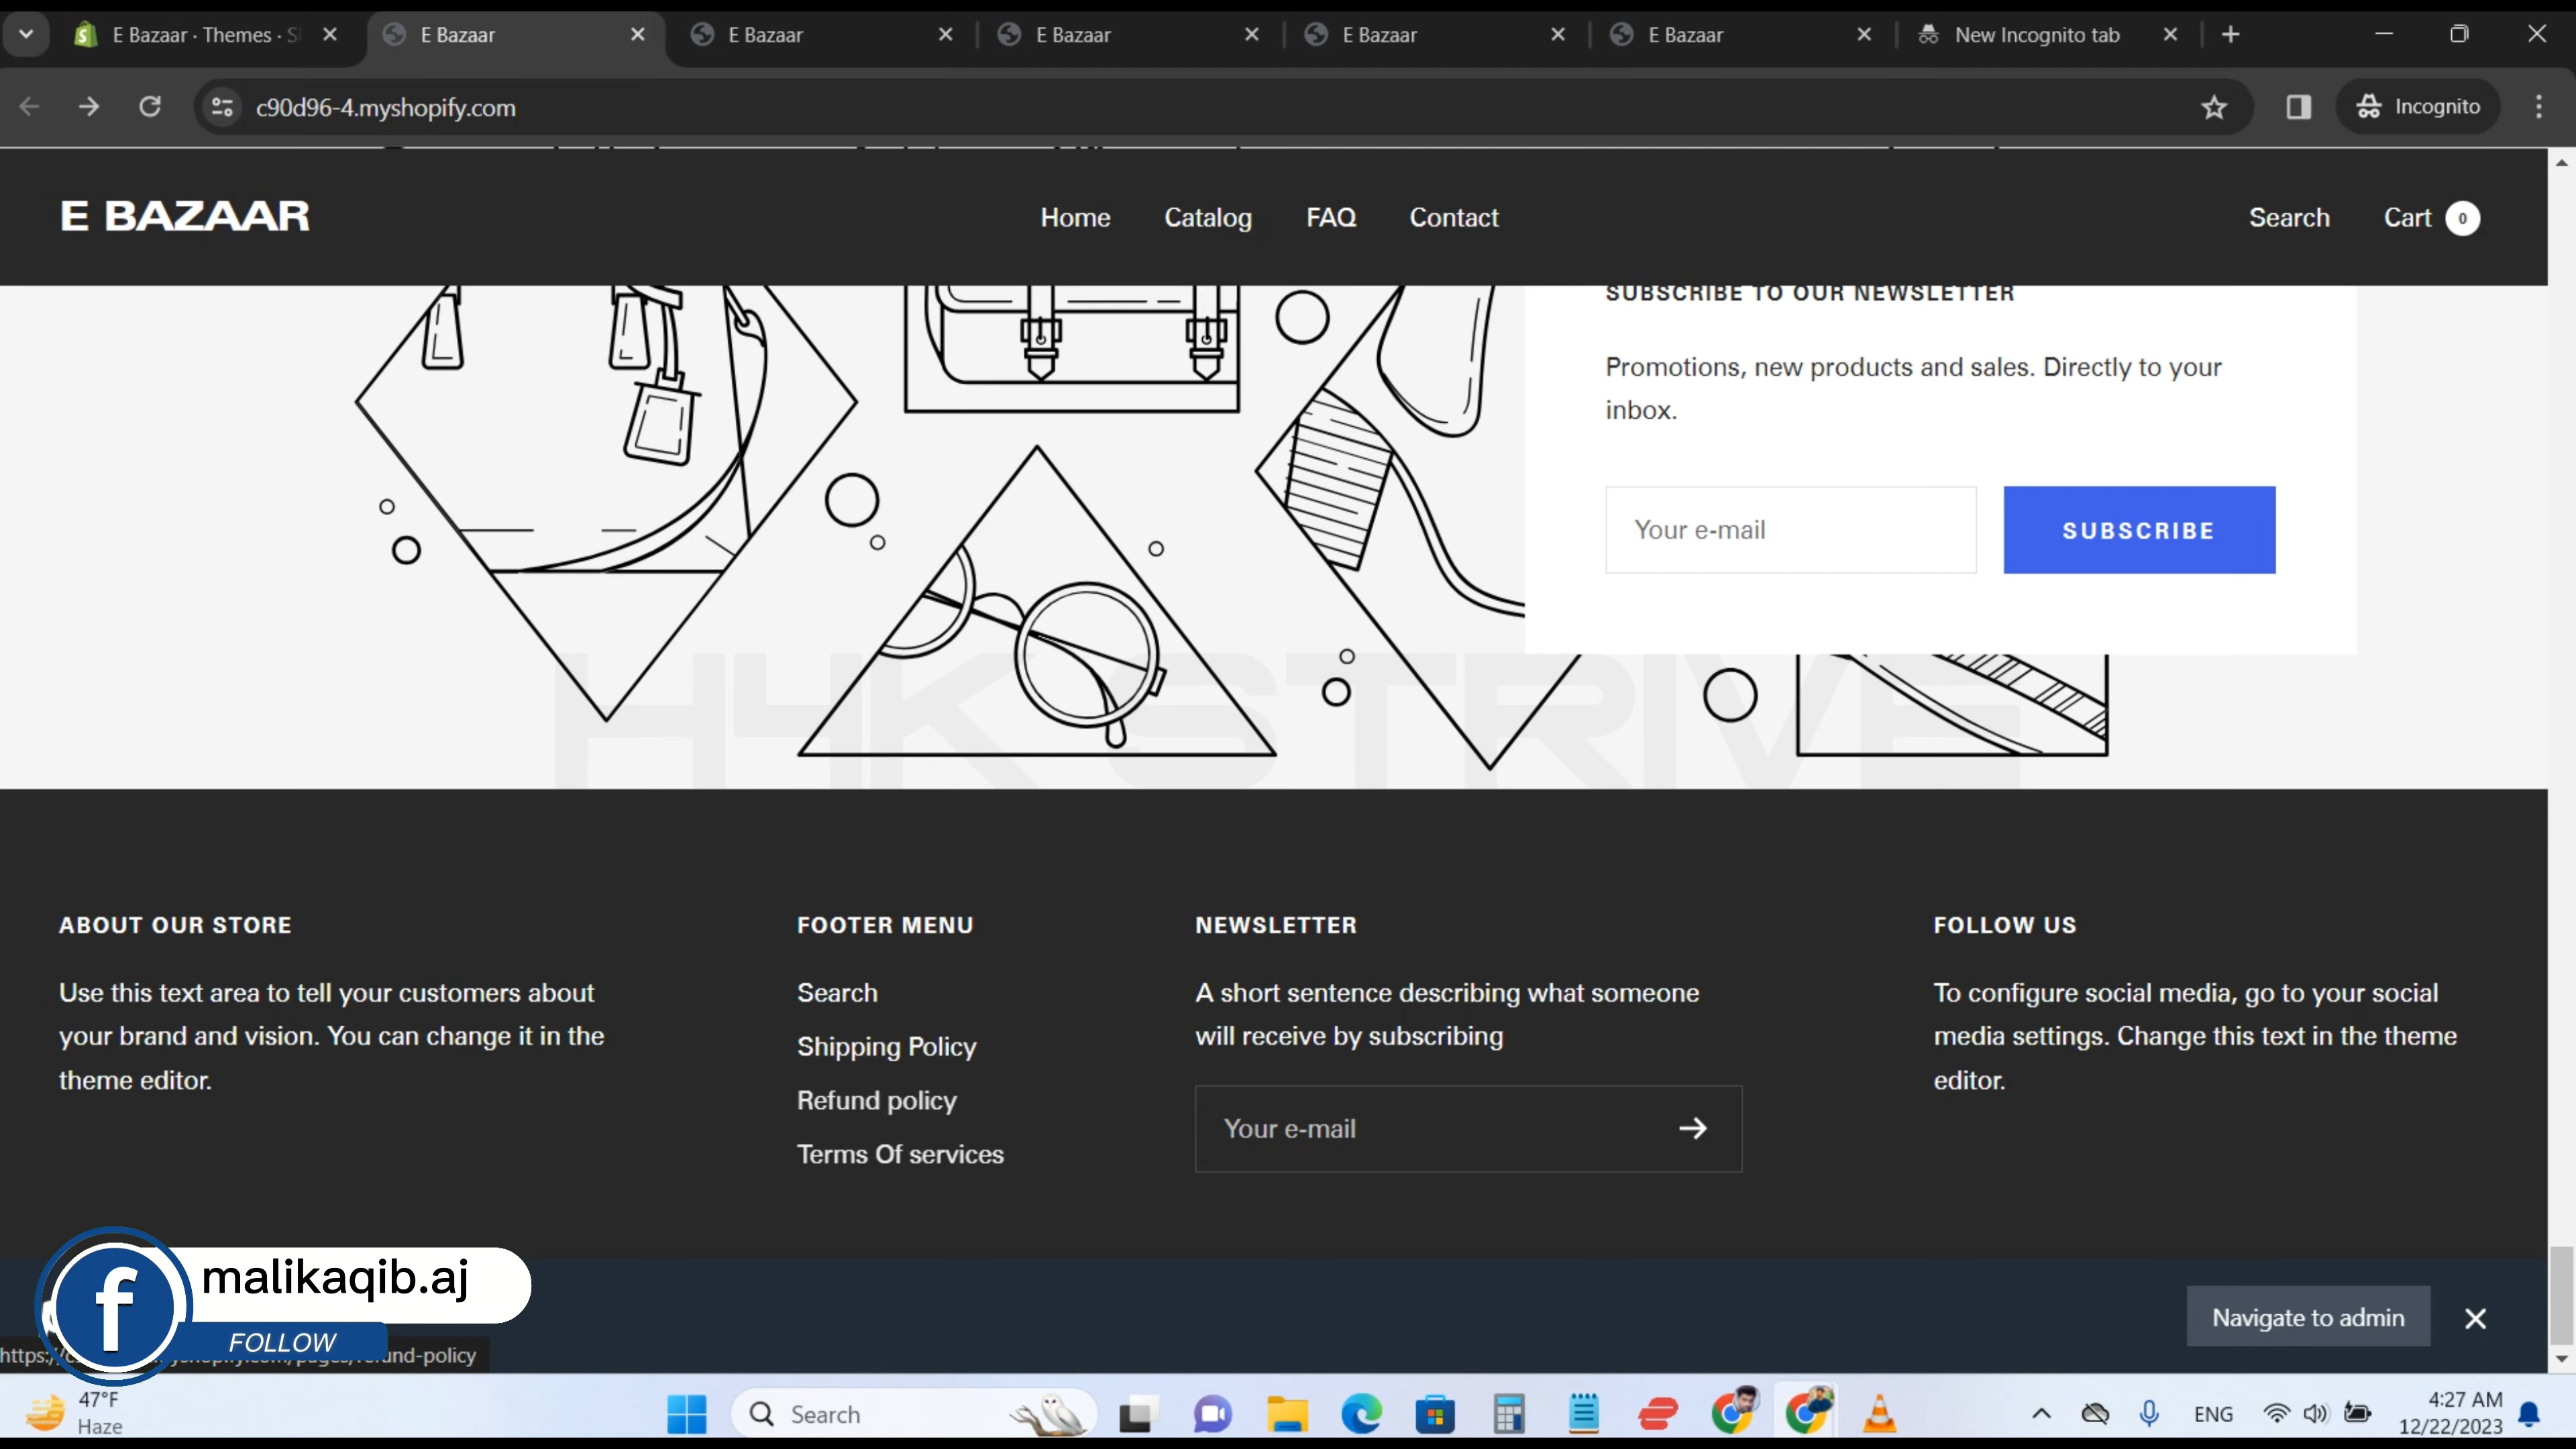 E Bazaar · Themes · S
E Bazaar
E Bazaar
E Bazaar
E Bazaar
E Bazaar
New Incognito tab
c90d96-4.myshopify.com
Incognito
E BAZAAR
Home
Catalog
FAQ
Contact
Search
Cart 0
SUBSCRIBE TO OUR NEWSLETTER
Promotions, new products and sales. Directly to your
inbox.
Your e-mail
SUBSCRIBE
H4K STRIVE
ABOUT OUR STORE
Use this text area to tell your customers about
your brand and vision. You can change it in the
theme editor.
FOOTER MENU
Search
Shipping Policy
Refund policy
Terms Of services
NEWSLETTER
A short sentence describing what someone
will receive by subscribing
Your e-mail
FOLLOW US
To configure social media, go to your social
media settings. Change this text in the theme
editor.
malikaqib.aj
FOLLOW
Navigate to admin
47°F
Haze
Search
ENG
4:27 AM
12/22/2023